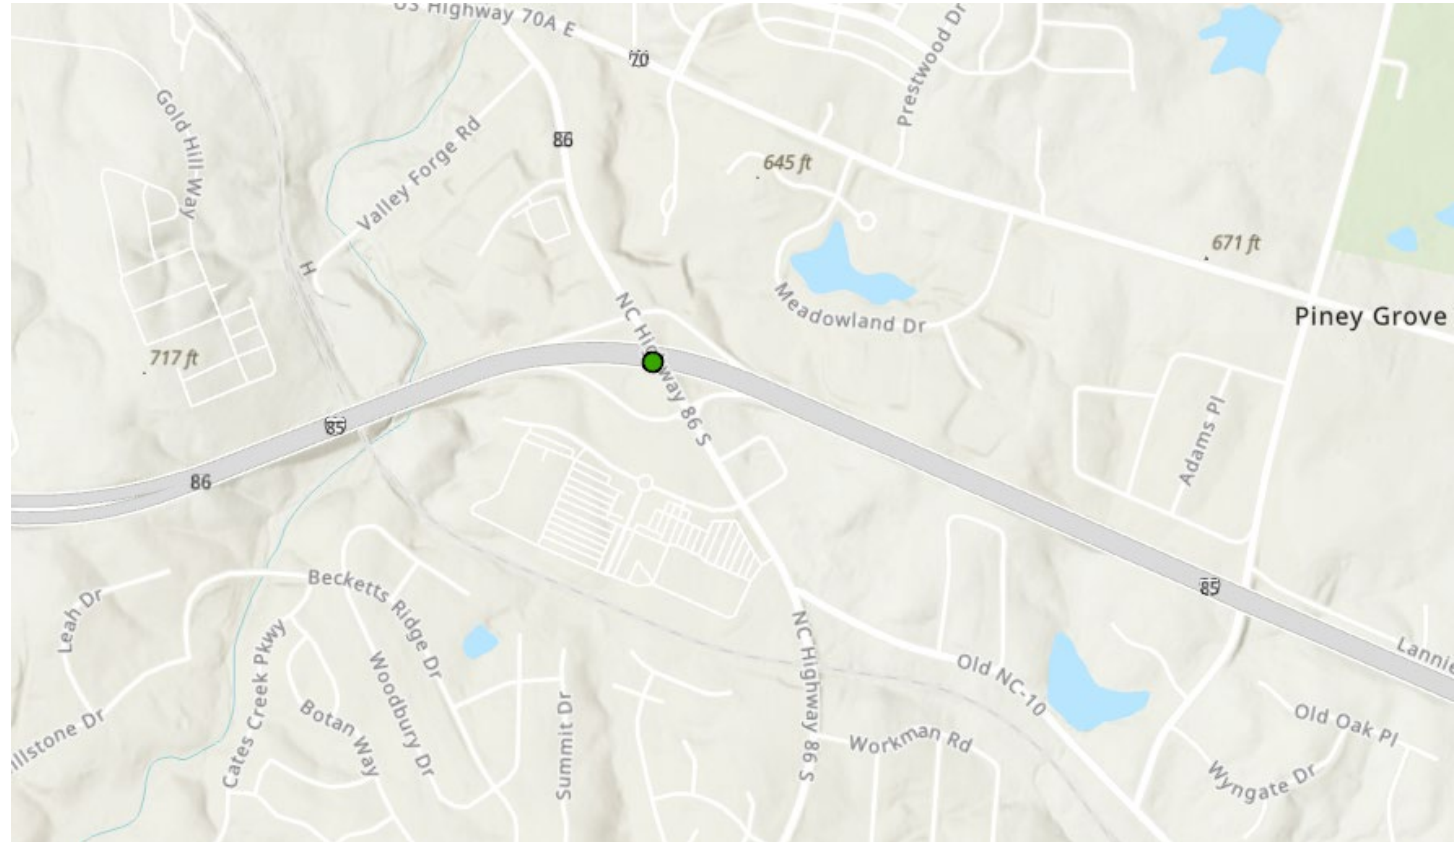 US Highway 70A E
70
Prestwood Dr
Gold Hill Way
86
Valley Forge Rd
645 ft
671 ft
H
NC Highway 86 S
Meadowland Dr
Piney Grove
717 ft
85
86
Adams Pl
85
Becketts Ridge Dr
Leah Dr
Cates Creek Pkwy
Woodbury Dr
Botan Way
Summit Dr
NC Highway 86 S
Old NC-10
Lannie
illstone Dr
Workman Rd
Old Oak Pl
Wyngate Dr